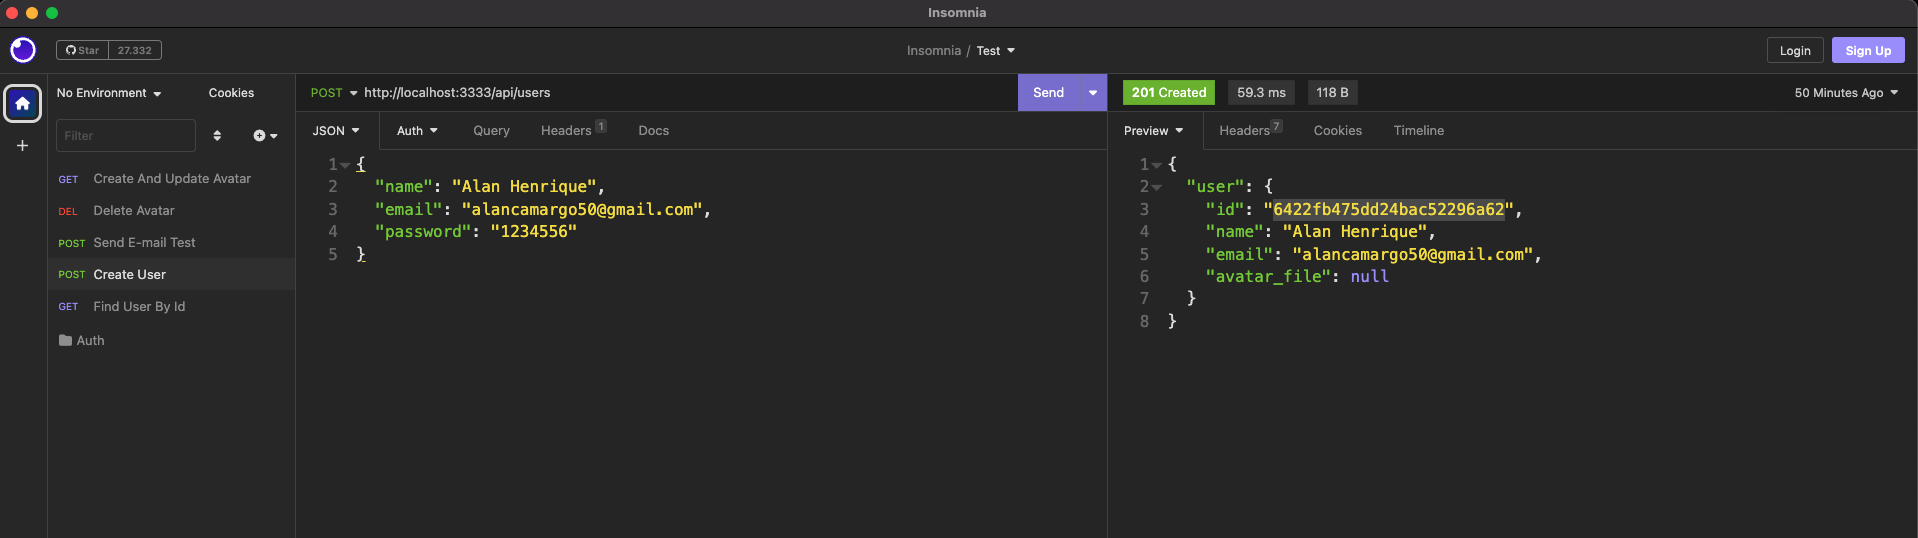 Insomnia
Star 27.332
Insomnia / Test
Login Sign Up
No Environment Cookies
Filter
GET Create And Update Avatar
DEL Delete Avatar
POST Send E-mail Test
POST Create User
GET Find User By Id
Auth
POST http://localhost:3333/api/users Send
JSON Auth Query Headers 1 Docs
1 {
2 "name": "Alan Henrique",
3 "email": "alancamargo50@gmail.com",
4 "password": "1234556"
5 }
201 Created 59.3 ms 118 B 50 Minutes Ago
Preview Headers 7 Cookies Timeline
1 {
2 "user": {
3 "id": "6422fb475dd24bac52296a62",
4 "name": "Alan Henrique",
5 "email": "alancamargo50@gmail.com",
6 "avatar_file": null
7 }
8 }